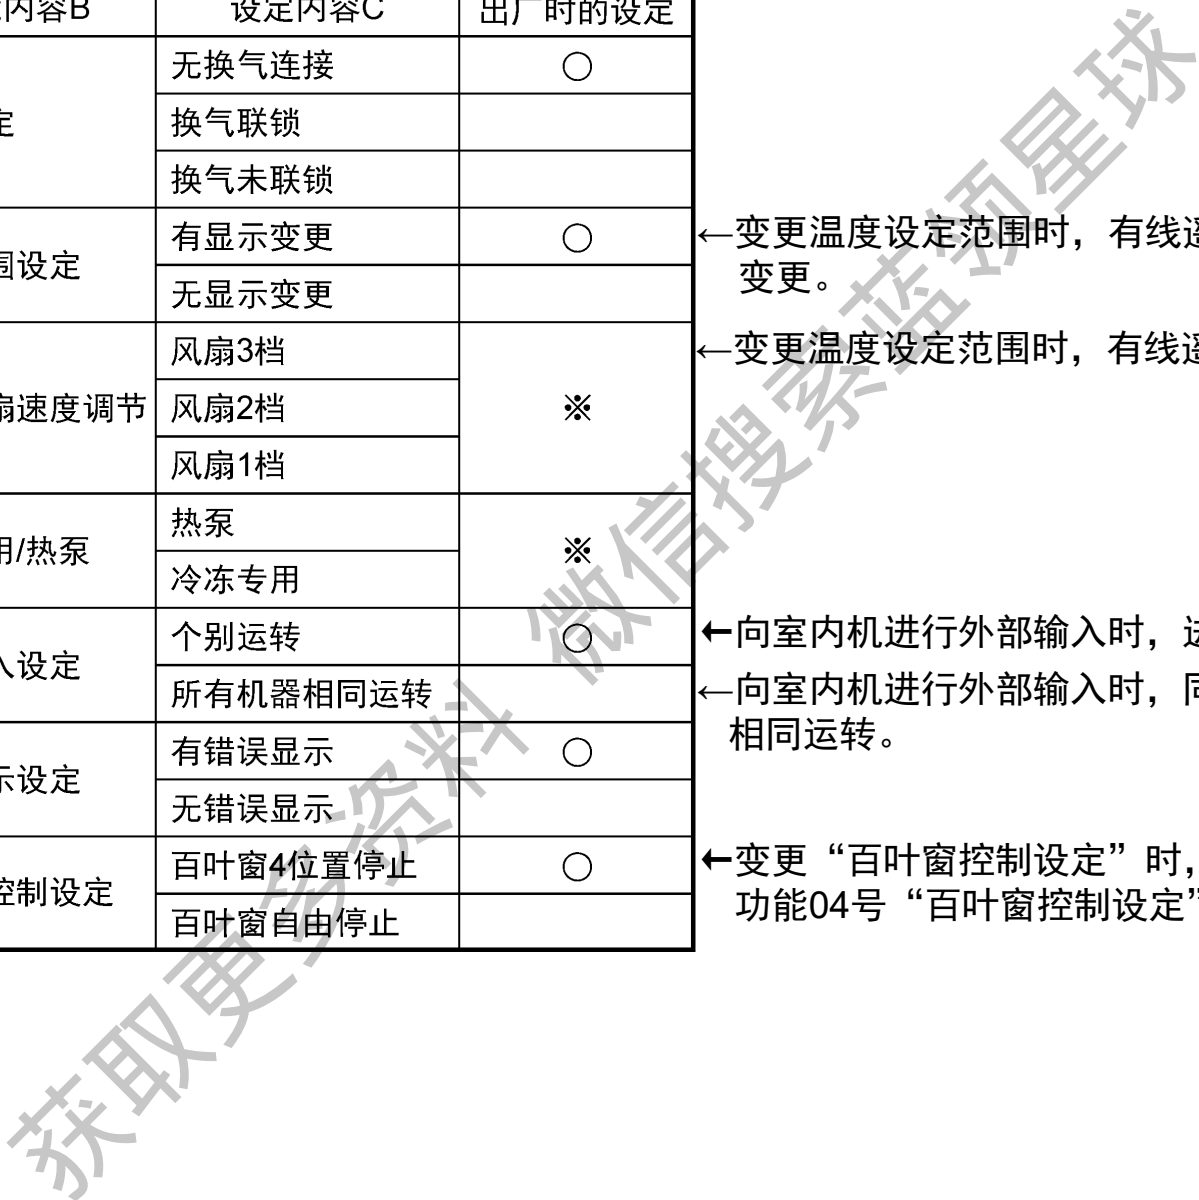 内容B 设定内容C 出厂时的设定
定 无换气连接 ○
换气联锁
换气未联锁
围设定 有显示变更 ○ ←变更温度设定范围时，有线遥
变更。
无显示变更
扇速度调节 风扇3档 ※ ←变更温度设定范围时，有线遥
风扇2档
风扇1档
用/热泵 热泵 ※
冷冻专用
入设定 个别运转 ○ ←向室内机进行外部输入时，进
所有机器相同运转 ←向室内机进行外部输入时，同
相同运转。
示设定 有错误显示 ○
无错误显示
控制设定 百叶窗4位置停止 ○ ←变更“百叶窗控制设定”时，
功能04号“百叶窗控制设定”
百叶窗自由停止
获取更多资料 微信搜索蓝领星球